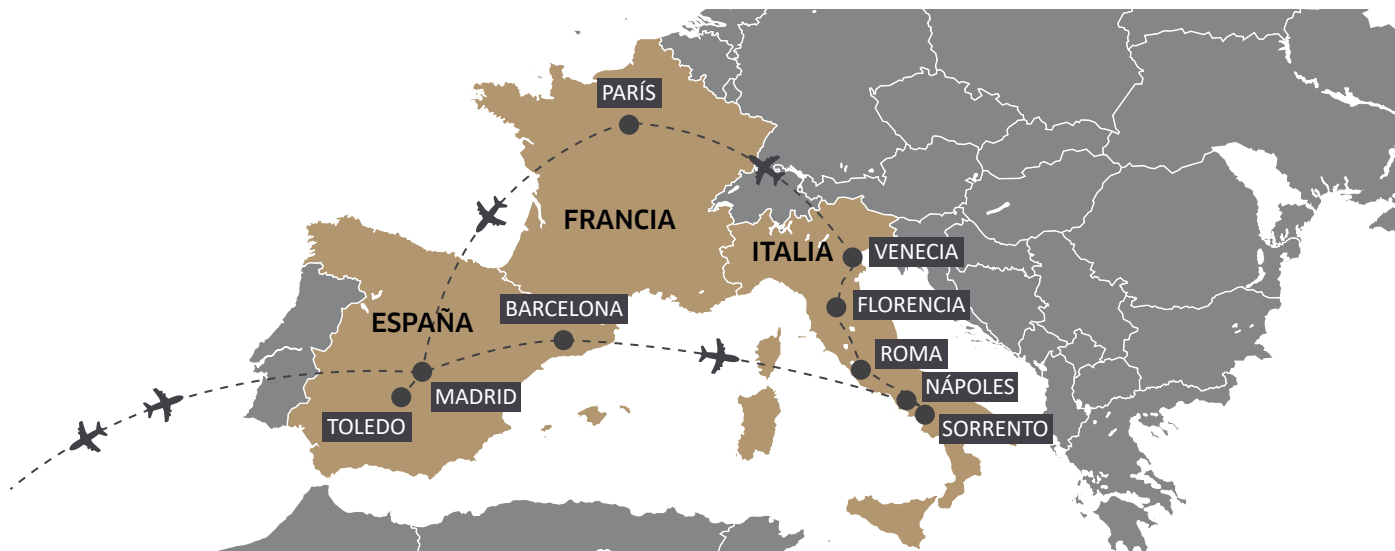 PARÍS
FRANCIA
ITALIA
VENECIA
BARCELONA
FLORENCIA
ESPAÑA
ROMA
NÁPOLES
MADRID
TOLEDO
SORRENTO